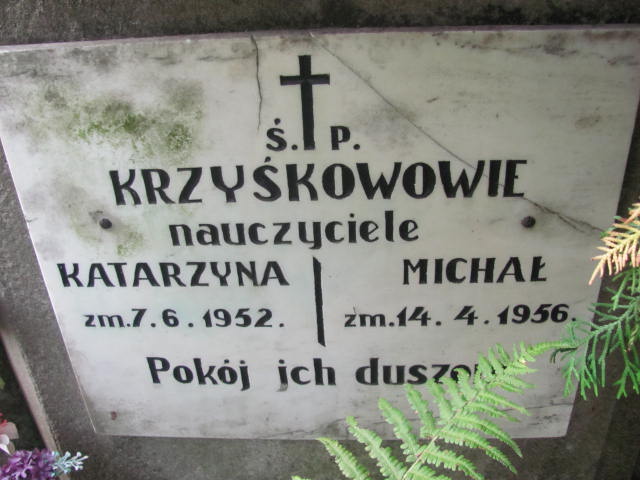 Ś. P.
KRZYŚKOWOWIE
nauczyciele
KATARZYNA MICHAŁ
zm. 7. 6. 1952. zm. 14. 4. 1956.
Pokój ich